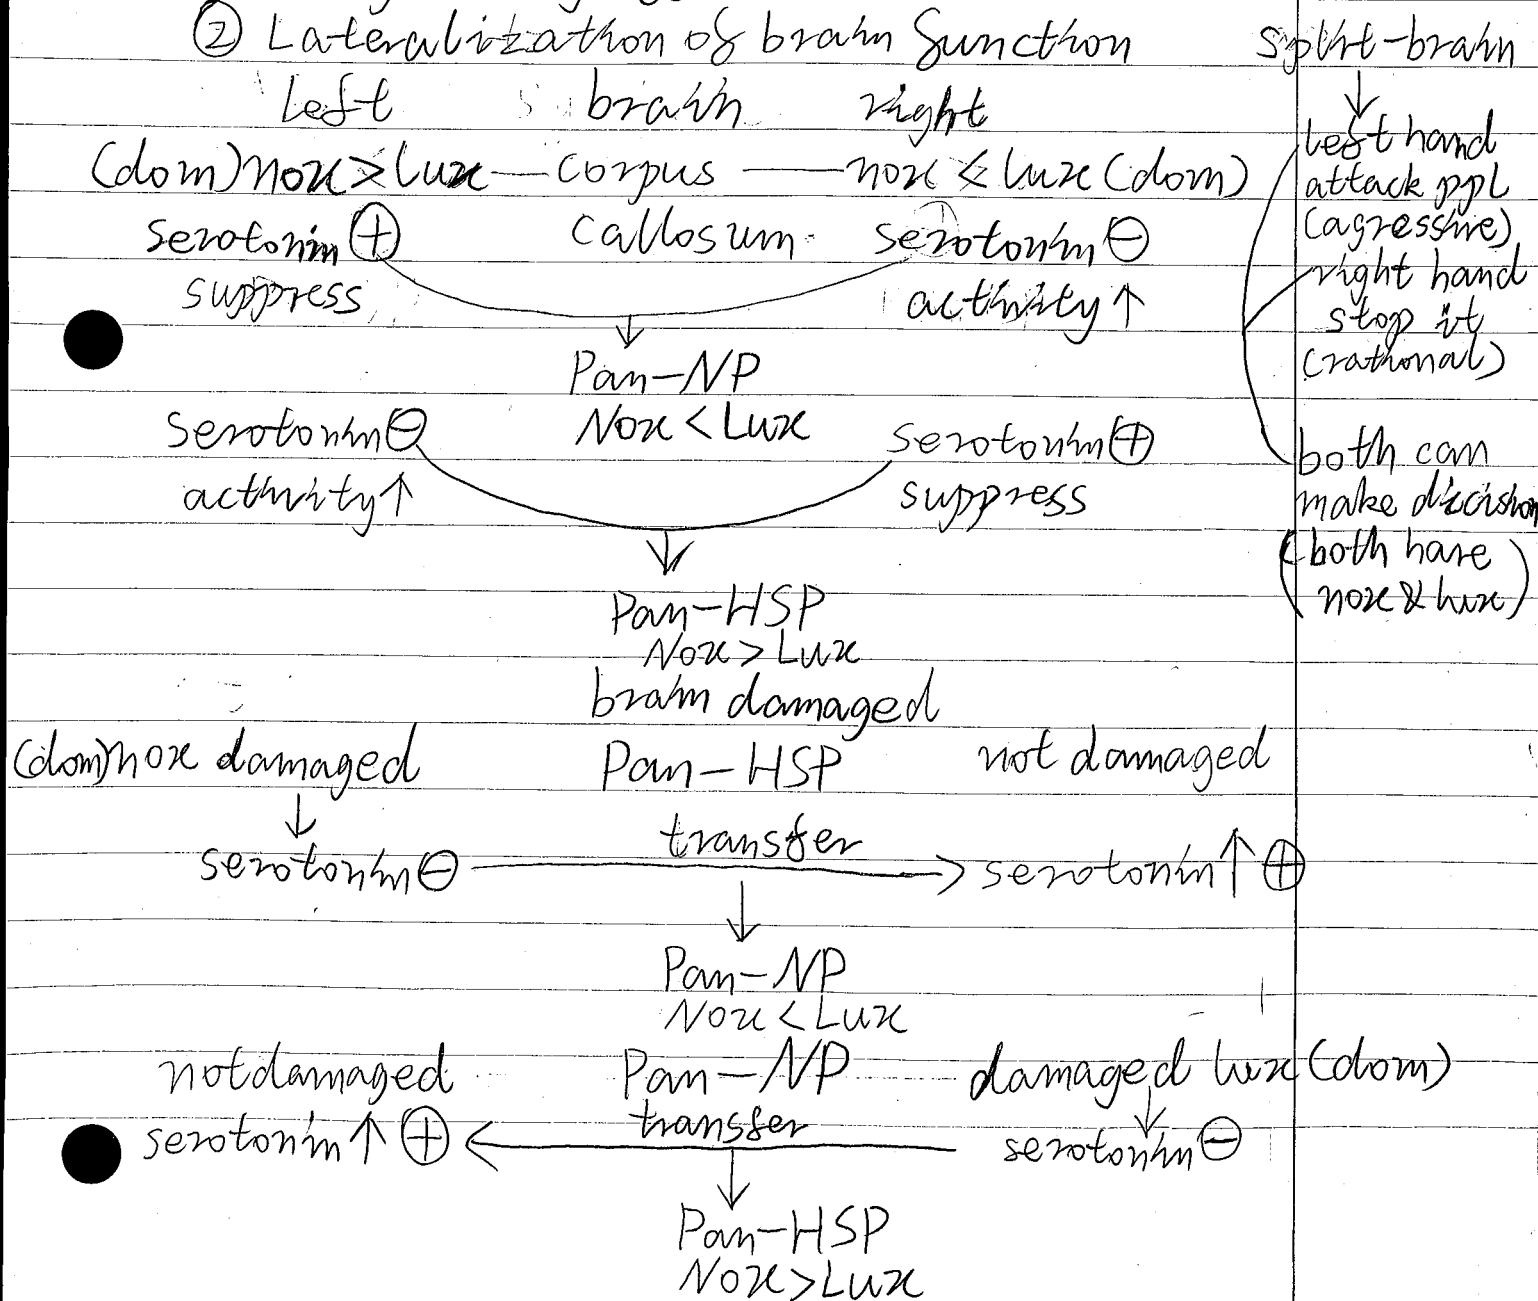 ② Lateralization of brain function
split-brain
Left brain right
(dom) nox > Lux — corpus — nox ≤ lux (dom)
serotonin ⊕ callosum serotonin ⊖
suppress activity ↑
Pan-NP
Nox < Lux
serotonin ⊖ serotonin ⊕
activity ↑ suppress
Pan-HSP
Nox > Lux
brain damaged
(dom) nox damaged Pan-HSP not damaged
transfer
serotonin ⊖ → serotonin ↑ ⊕
Pan-NP
Nox < Lux
not damaged Pan-NP damaged lux (dom)
serotonin ↑ ⊕ ← transfer serotonin ⊖
Pan-HSP
Nox > Lux
left hand
attack ppl
(agressive)
right hand
stop it
(rational)
both can
make dicision
(both have
nox & lux)